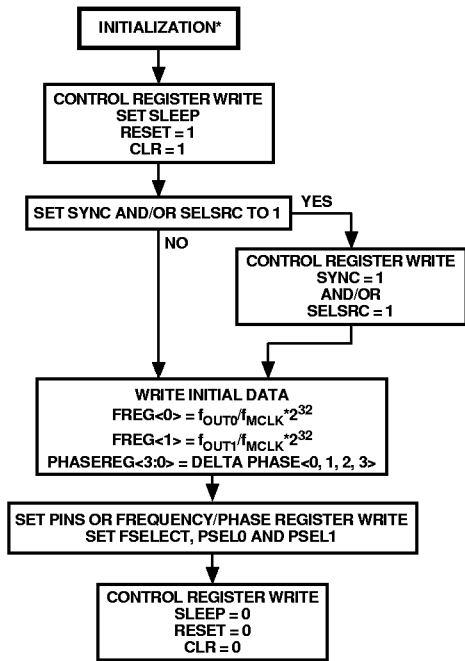 INITIALIZATION*
CONTROL REGISTER WRITE
SET SLEEP
RESET = 1
CLR = 1
SET SYNC AND/OR SELSRC TO 1
YES
NO
CONTROL REGISTER WRITE
SYNC = 1
AND/OR
SELSRC = 1
WRITE INITIAL DATA
FREG<0> = fOUT0/fMCLK*2^32
FREG<1> = fOUT1/fMCLK*2^32
PHASEREG<3:0> = DELTA PHASE<0, 1, 2, 3>
SET PINS OR FREQUENCY/PHASE REGISTER WRITE
SET FSELECT, PSEL0 AND PSEL1
CONTROL REGISTER WRITE
SLEEP = 0
RESET = 0
CLR = 0